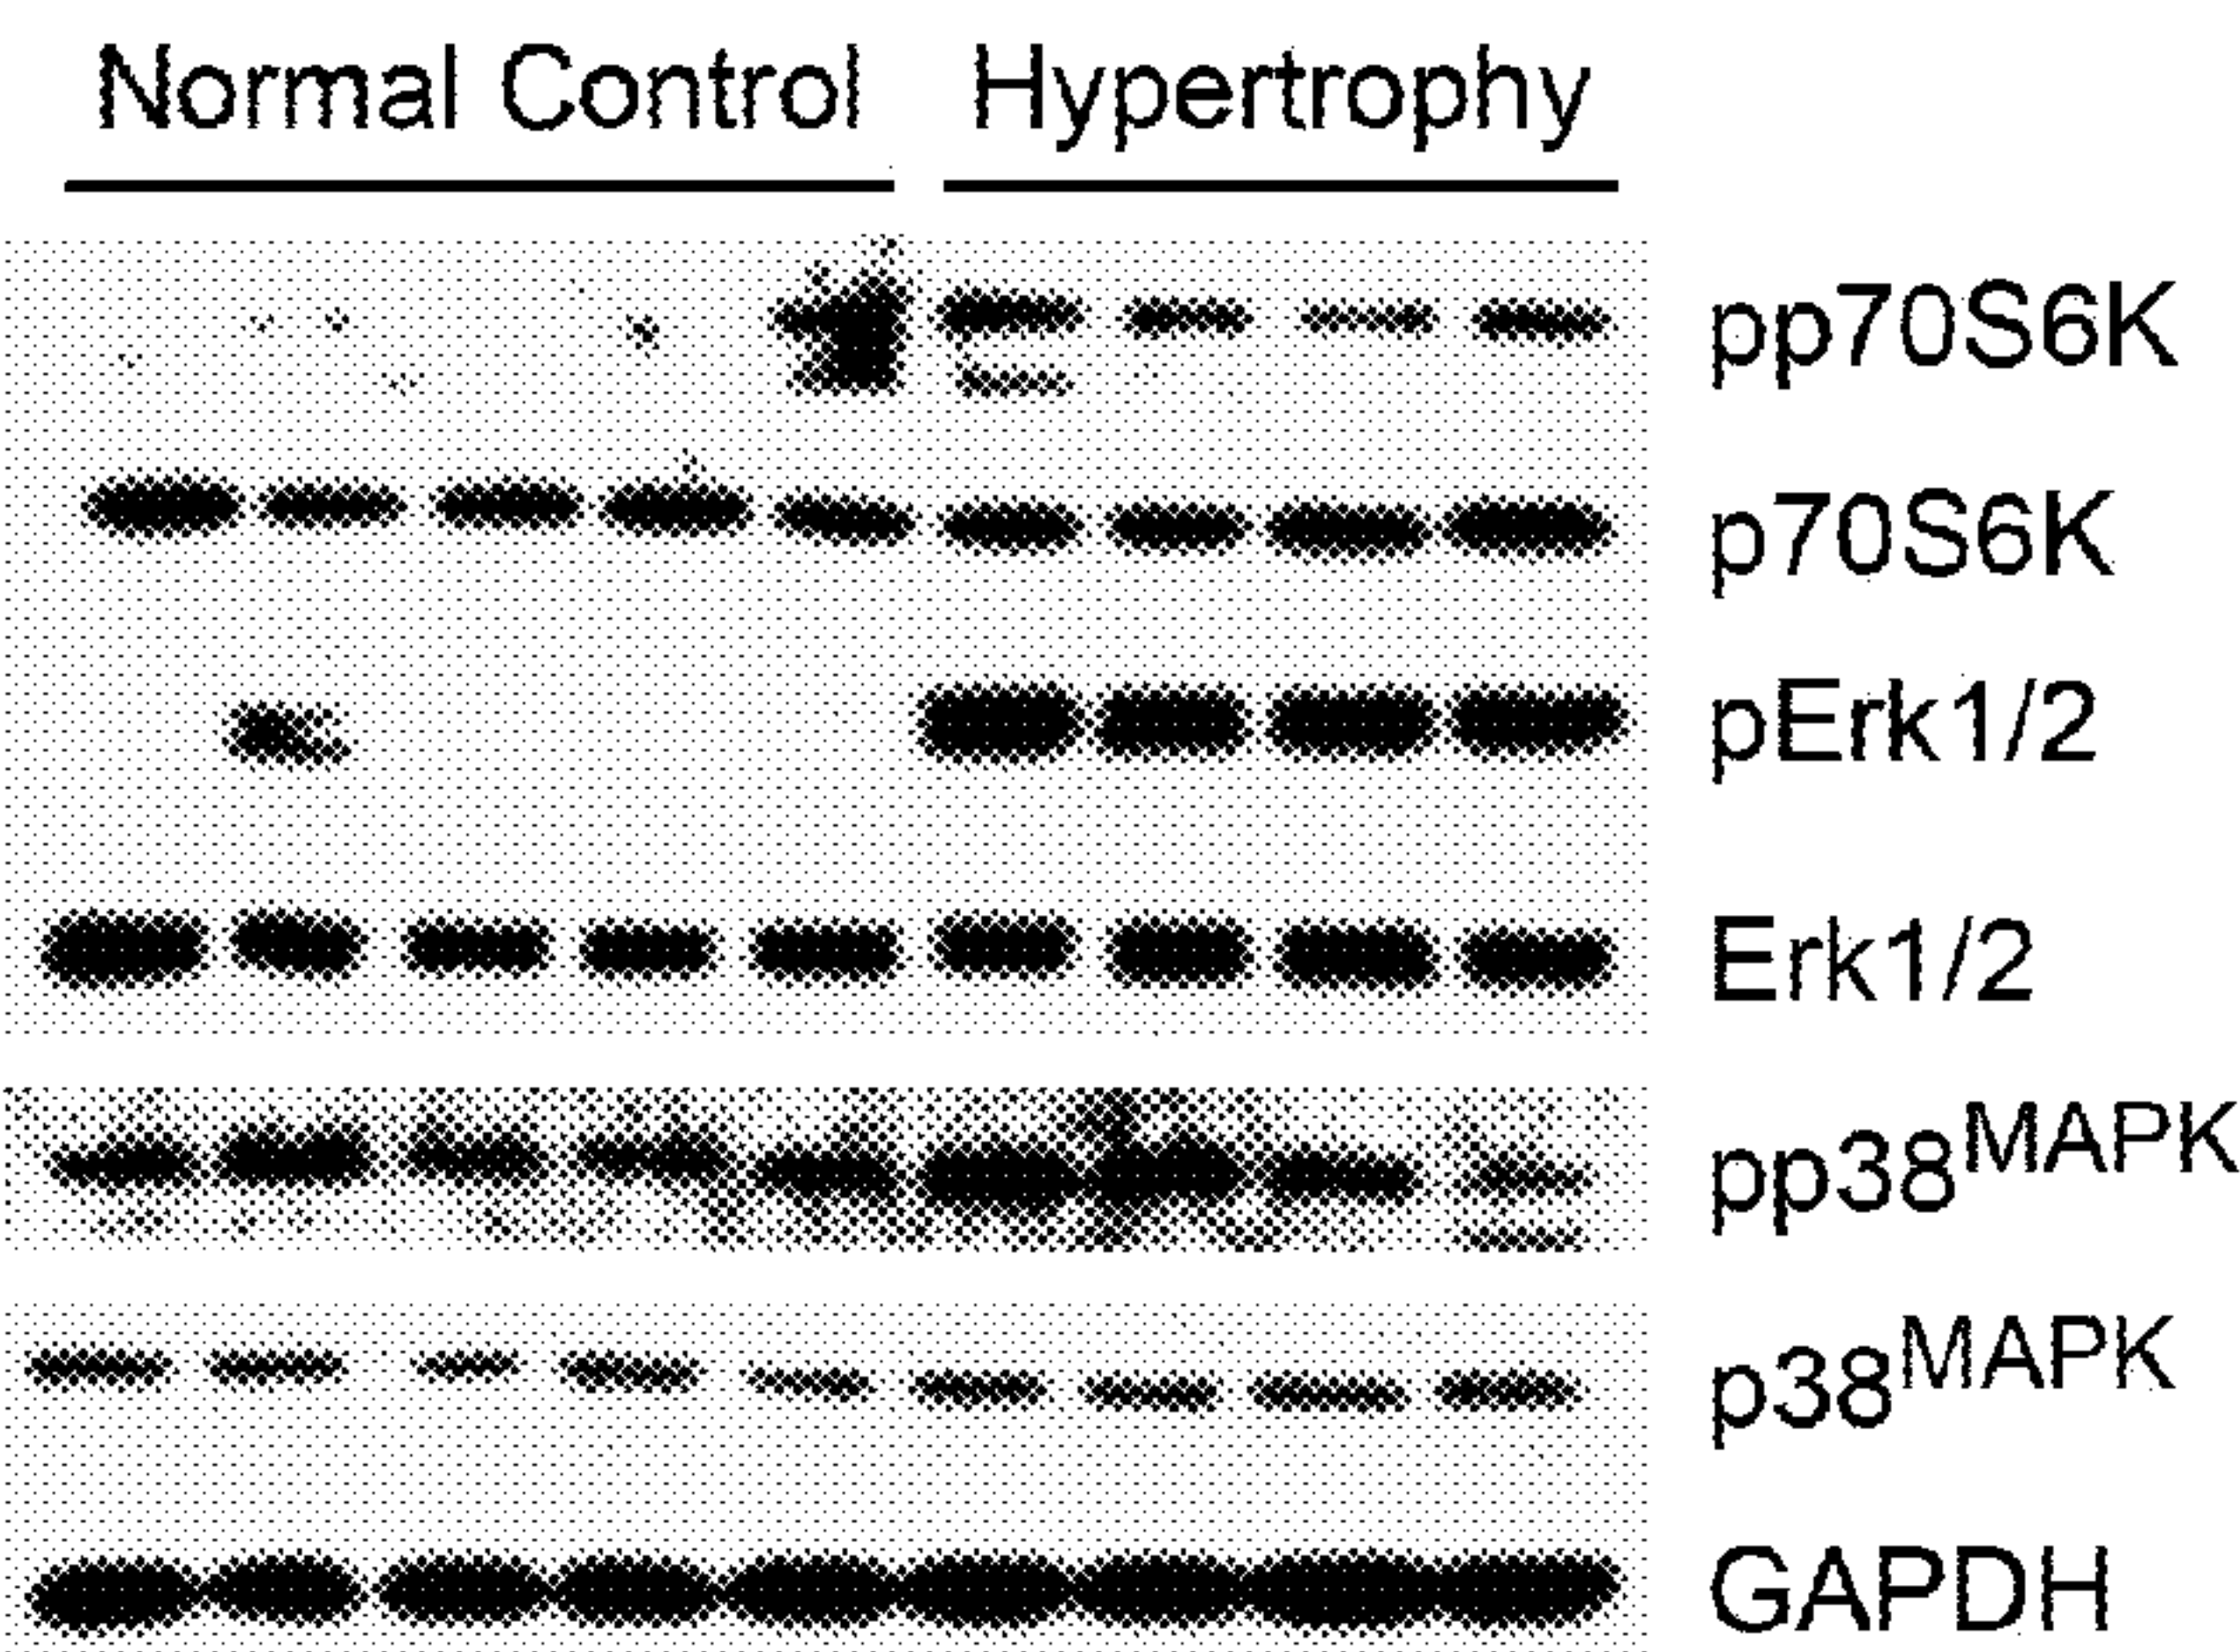 Normal Control Hypertrophy
pp70S6K
p70S6K
pErk1/2
Erk1/2
pp38MAPK
p38MAPK
GAPDH